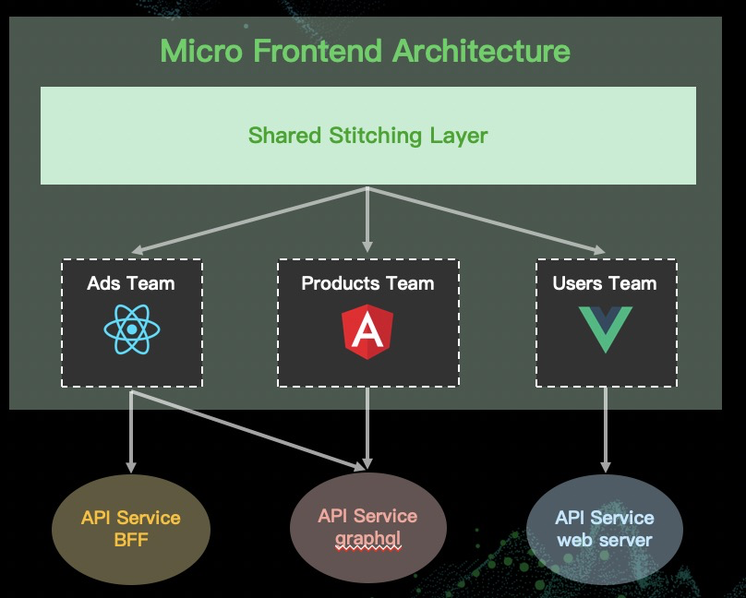 Micro Frontend Architecture
Shared Stitching Layer
Ads Team
Products Team
Users Team
API Service
BFF
API Service
graphql
API Service
web server